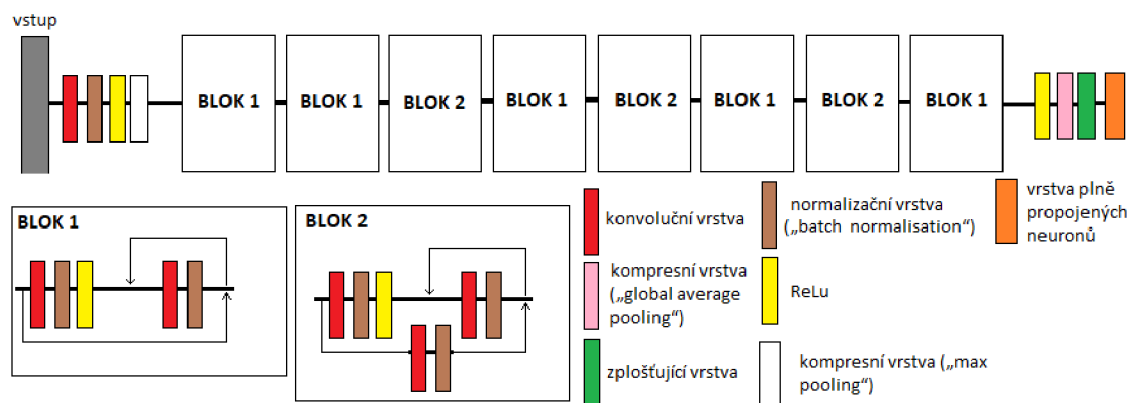 vstup
BLOK 1
BLOK 1
BLOK 2
BLOK 1
BLOK 2
BLOK 1
BLOK 2
BLOK 1
BLOK 1
BLOK 2
konvoluční vrstva
kompresní vrstva
(„global average
pooling“)
zplošťující vrstva
normalizační vrstva
(„batch normalisation“)
ReLu
kompresní vrstva („max
pooling“)
vrstva plně
propojených
neuronů